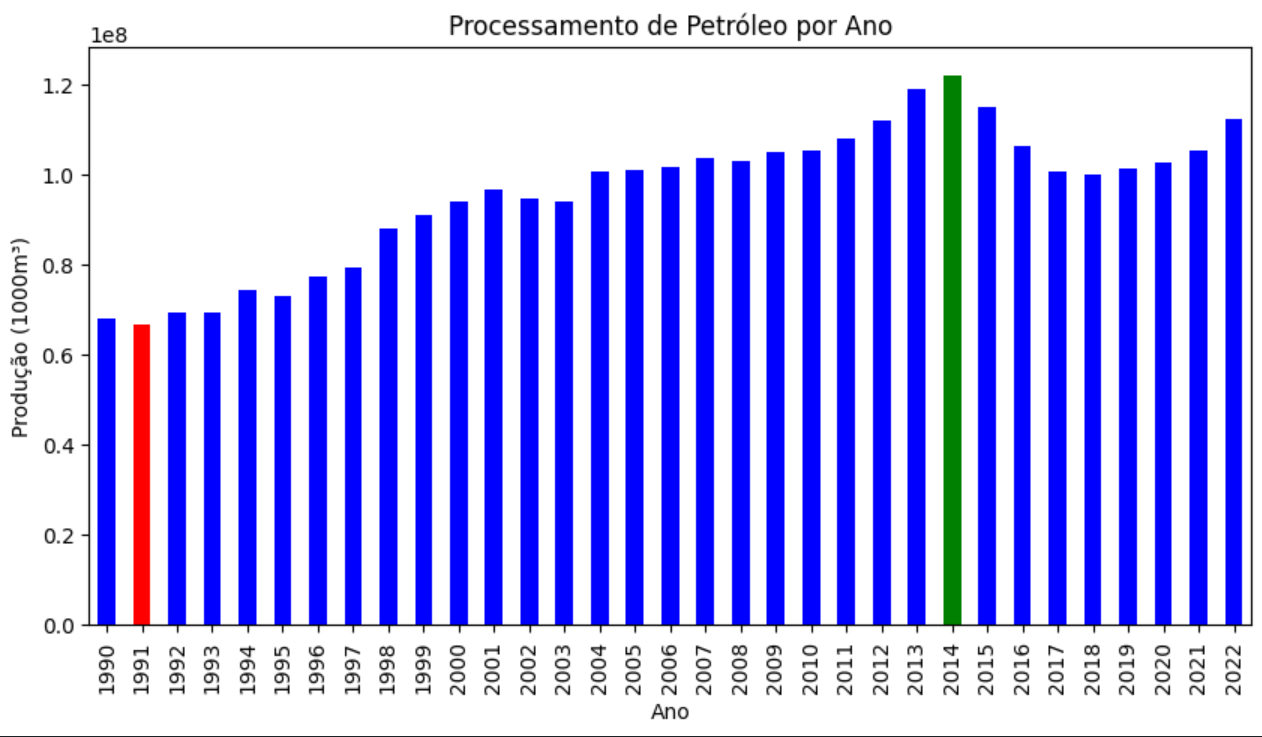 Processamento de Petróleo por Ano
1e8
1.2
1.0
0.8
0.6
0.4
0.2
0.0
Produção (1000m³)
1990 1991 1992 1993 1994 1995 1996 1997 1998 1999 2000 2001 2002 2003 2004 2005 2006 2007 2008 2009 2010 2011 2012 2013 2014 2015 2016 2017 2018 2019 2020 2021 2022
Ano